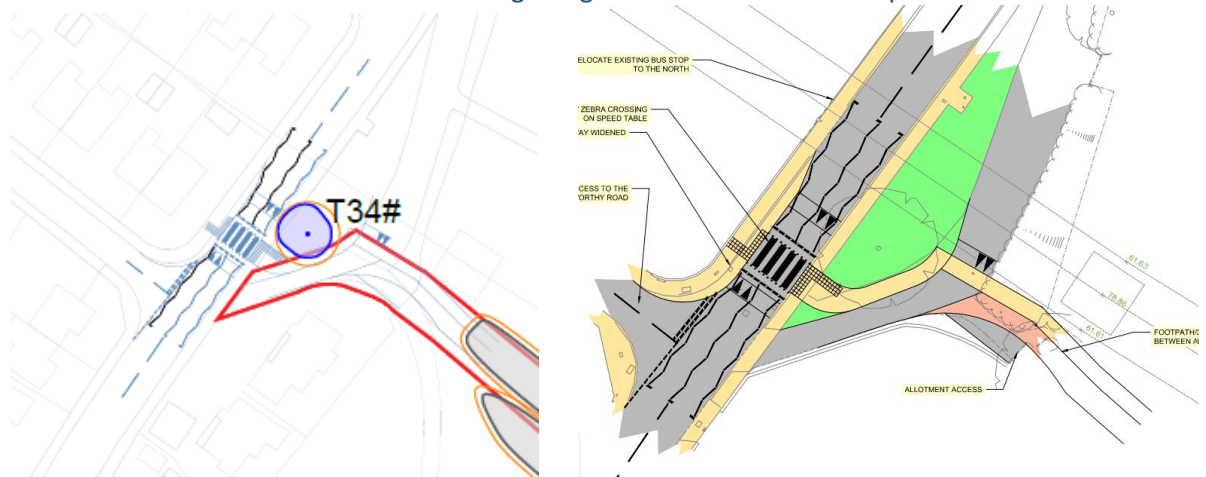 T34#
ELOCATE EXISTING BUS STOP
TO THE NORTH
ZEBRA CROSSING
ON SPEED TABLE
AY WIDENED
CESS TO THE
ORTHY ROAD
61.63
78.86
61.61
FOOTPATH/C
BETWEEN A
ALLOTMENT ACCESS